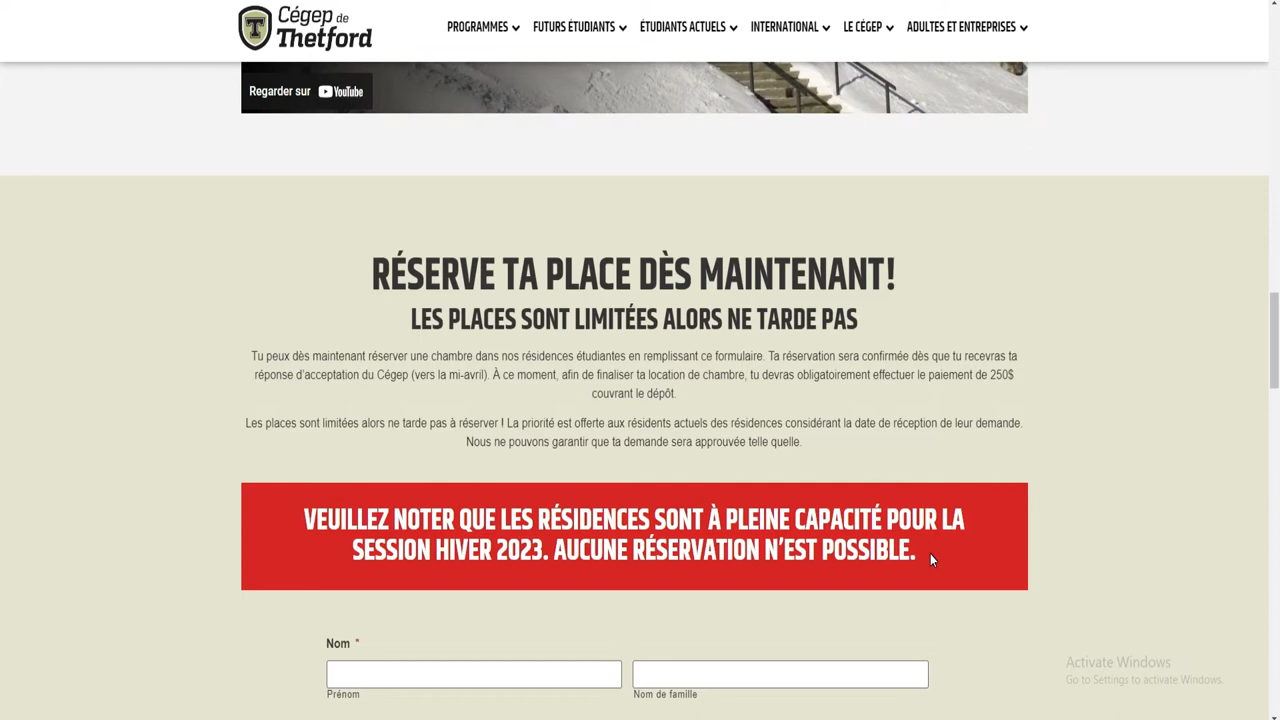 Cégep de
Thetford
PROGRAMMES FUTURS ÉTUDIANTS ÉTUDIANTS ACTUELS INTERNATIONAL LE CÉGEP ADULTES ET ENTREPRISES
Regarder sur YouTube
RÉSERVE TA PLACE DÈS MAINTENANT!
LES PLACES SONT LIMITÉES ALORS NE TARDE PAS
Tu peux dès maintenant réserver une chambre dans nos résidences étudiantes en remplissant ce formulaire. Ta réservation sera confirmée dès que tu recevras ta
réponse d'acceptation du Cégep (vers la mi-avril). À ce moment, afin de finaliser ta location de chambre, tu devras obligatoirement effectuer le paiement de 250$
couvrant le dépôt.
Les places sont limitées alors ne tarde pas à réserver ! La priorité est offerte aux résidents actuels des résidences considérant la date de réception de leur demande.
Nous ne pouvons garantir que ta demande sera approuvée telle quelle.
VEUILLEZ NOTER QUE LES RÉSIDENCES SONT À PLEINE CAPACITÉ POUR LA
SESSION HIVER 2023. AUCUNE RÉSERVATION N'EST POSSIBLE.
Nom *
Prénom Nom de famille
Activate Windows
Go to Settings to activate Windows.